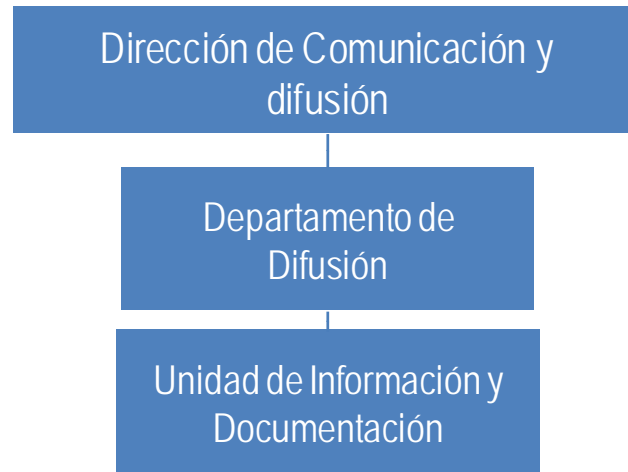 Dirección de Comunicación y
difusión
Departamento de
Difusión
Unidad de Información y
Documentación